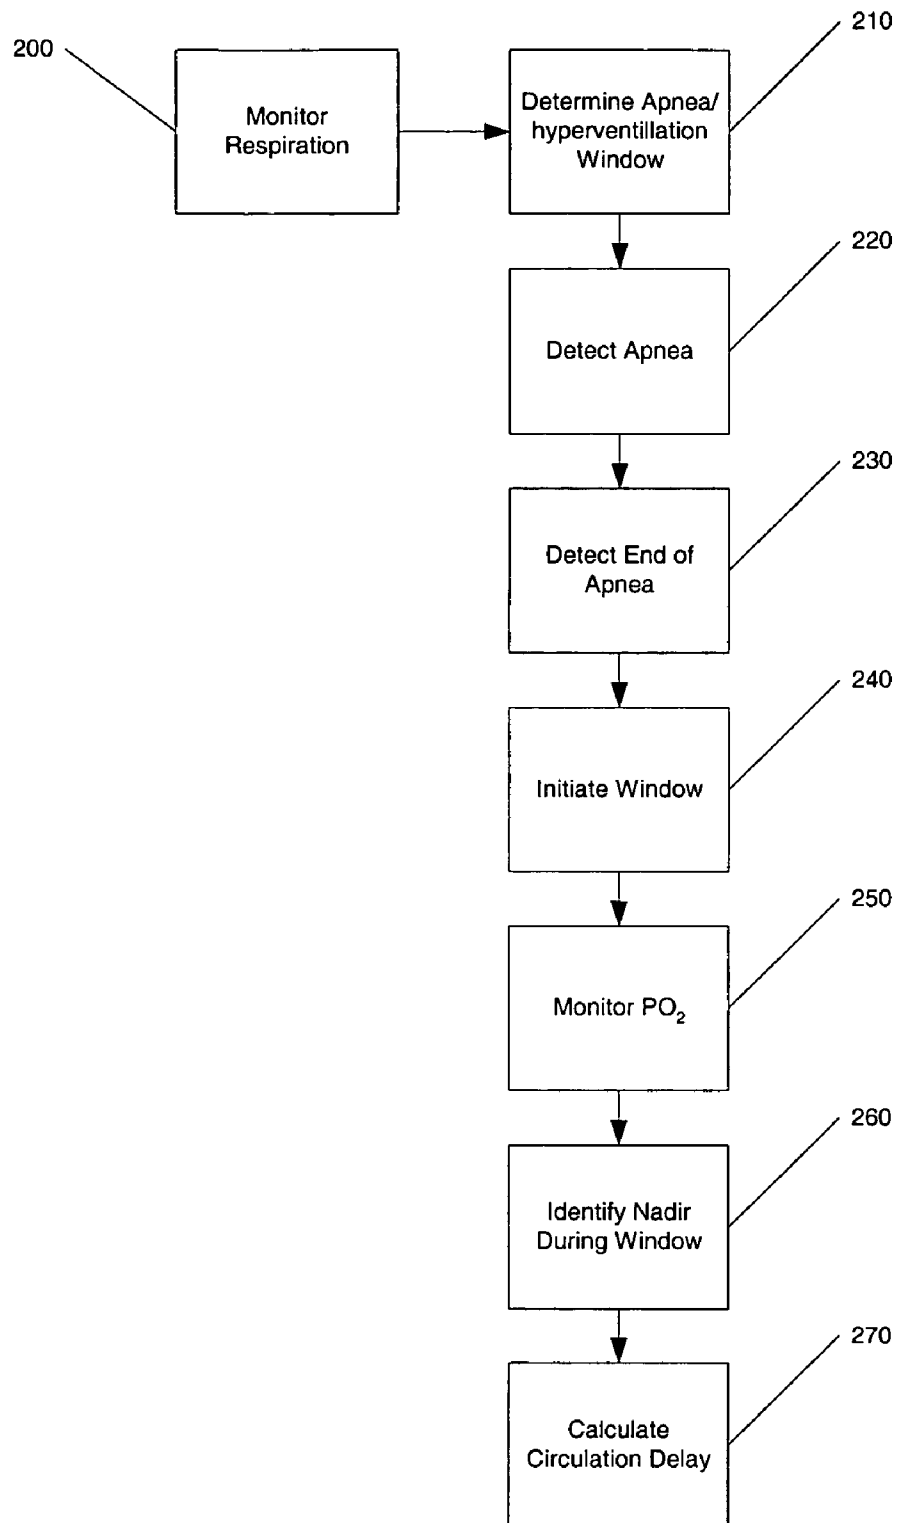 200
Monitor
Respiration
210
Determine Apnea/
hyperventillation
Window
220
Detect Apnea
230
Detect End of
Apnea
240
Initiate Window
250
Monitor PO₂
260
Identify Nadir
During Window
270
Calculate
Circulation Delay